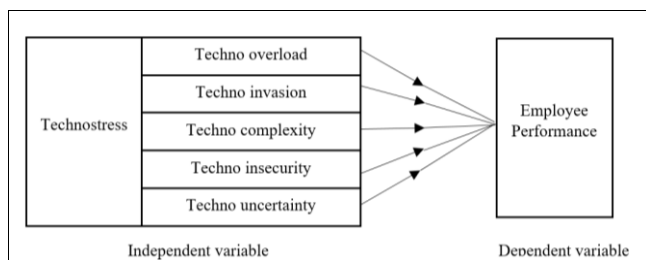 Technostress
Techno overload
Techno invasion
Techno complexity
Techno insecurity
Techno uncertainty
Employee
Performance
Independent variable
Dependent variable